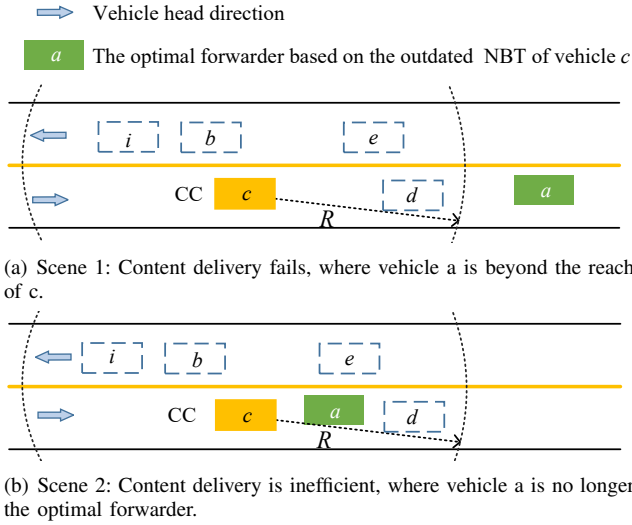 Vehicle head direction
a The optimal forwarder based on the outdated NBT of vehicle c
i b e
CC c d a
R
(a) Scene 1: Content delivery fails, where vehicle a is beyond the reach
of c.
i b e
CC c a d
R
(b) Scene 2: Content delivery is inefficient, where vehicle a is no longer
the optimal forwarder.